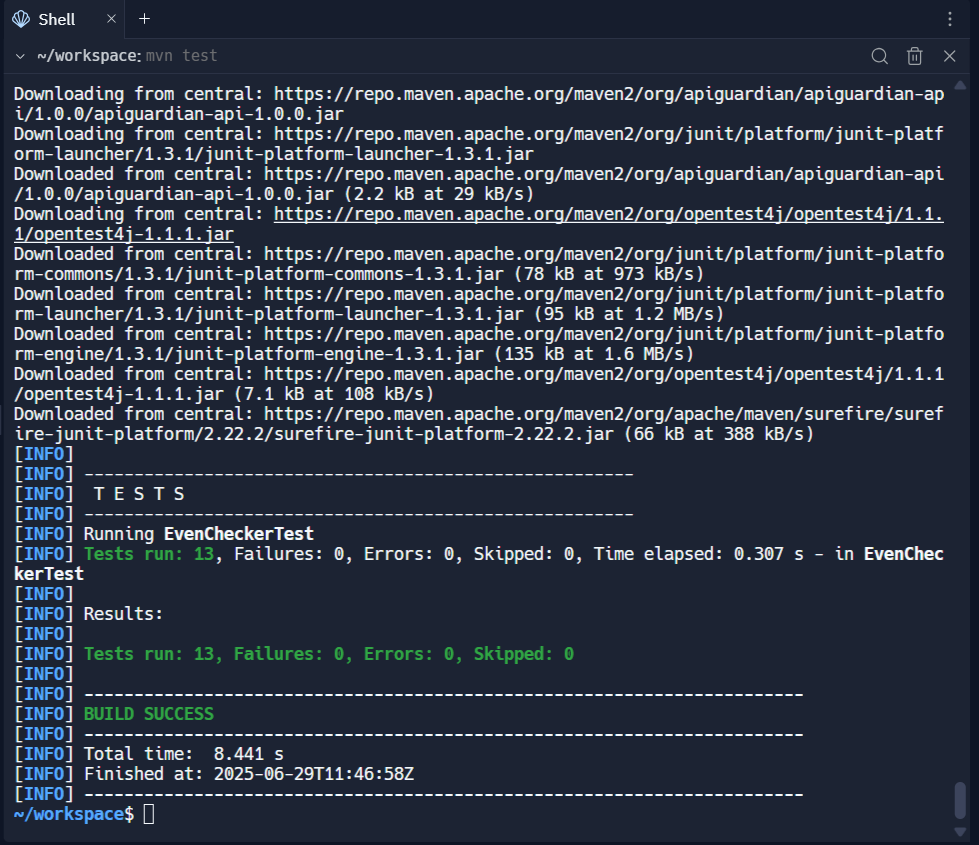 Shell
~/workspace: mvn test
Downloading from central: https://repo.maven.apache.org/maven2/org/apiguardian/apiguardian-ap
i/1.0.0/apiguardian-api-1.0.0.jar
Downloading from central: https://repo.maven.apache.org/maven2/org/junit/platform/junit-platf
orm-launcher/1.3.1/junit-platform-launcher-1.3.1.jar
Downloaded from central: https://repo.maven.apache.org/maven2/org/apiguardian/apiguardian-api
/1.0.0/apiguardian-api-1.0.0.jar (2.2 kB at 29 kB/s)
Downloading from central: https://repo.maven.apache.org/maven2/org/opentest4j/opentest4j/1.1.
1/opentest4j-1.1.1.jar
Downloaded from central: https://repo.maven.apache.org/maven2/org/junit/platform/junit-platfo
rm-commons/1.3.1/junit-platform-commons-1.3.1.jar (78 kB at 973 kB/s)
Downloaded from central: https://repo.maven.apache.org/maven2/org/junit/platform/junit-platfo
rm-launcher/1.3.1/junit-platform-launcher-1.3.1.jar (95 kB at 1.2 MB/s)
Downloaded from central: https://repo.maven.apache.org/maven2/org/junit/platform/junit-platfo
rm-engine/1.3.1/junit-platform-engine-1.3.1.jar (135 kB at 1.6 MB/s)
Downloaded from central: https://repo.maven.apache.org/maven2/org/opentest4j/opentest4j/1.1.1
/opentest4j-1.1.1.jar (7.1 kB at 108 kB/s)
Downloaded from central: https://repo.maven.apache.org/maven2/org/apache/maven/surefire/suref
ire-junit-platform/2.22.2/surefire-junit-platform-2.22.2.jar (66 kB at 388 kB/s)
[INFO]
[INFO] -------------------------------------------------------
[INFO]  T E S T S
[INFO] -------------------------------------------------------
[INFO] Running EvenCheckerTest
[INFO] Tests run: 13, Failures: 0, Errors: 0, Skipped: 0, Time elapsed: 0.307 s - in EvenChec
kerTest
[INFO]
[INFO] Results:
[INFO]
[INFO] Tests run: 13, Failures: 0, Errors: 0, Skipped: 0
[INFO]
[INFO] ------------------------------------------------------------------------
[INFO] BUILD SUCCESS
[INFO] ------------------------------------------------------------------------
[INFO] Total time:  8.441 s
[INFO] Finished at: 2025-06-29T11:46:58Z
[INFO] ------------------------------------------------------------------------
~/workspace$